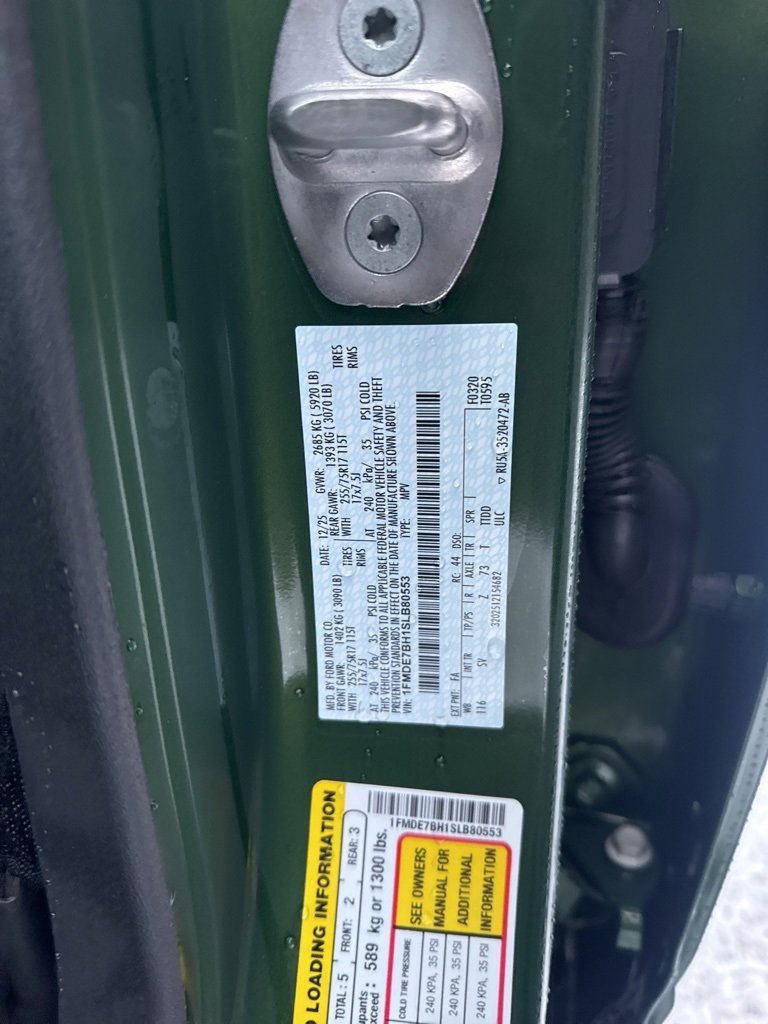 MFD. BY FORD MOTOR CO.
DATE: 12/25 GVWR: 2685 KG ( 5920 LB)
FRONT GAWR: 1402 KG ( 3090 LB) REAR GAWR: 1393 KG ( 3070 LB)
WITH 255/75R17 115T TIRES WITH 255/75R17 115T TIRES
17x7.5J RIMS 17x7.5J RIMS
AT 240 kPa/ 35 PSI COLD AT 240 kPa/ 35 PSI COLD
THIS VEHICLE CONFORMS TO ALL APPLICABLE FEDERAL MOTOR VEHICLE SAFETY AND THEFT
PREVENTION STANDARDS IN EFFECT ON THE DATE OF MANUFACTURE SHOWN ABOVE.
VIN: 1FMDE7BH1SLB80553 TYPE: MPV
EXT PNT: FA RC: 44 DSO: F0320
WB INT TR TP/PS R AXLE TR SPR T0595
116 SV Z 73 T TTDD
3202512154682 ULC ▽ RU5A-3520472-AB
LOADING INFORMATION
TOTAL: 5 FRONT: 2 REAR: 3
589 kg or 1300 lbs.
1FMDE7BH1SLB80553
COLD TIRE PRESSURE
240 KPA, 35 PSI
240 KPA, 35 PSI
240 KPA, 35 PSI
SEE OWNERS
MANUAL FOR
ADDITIONAL
INFORMATION